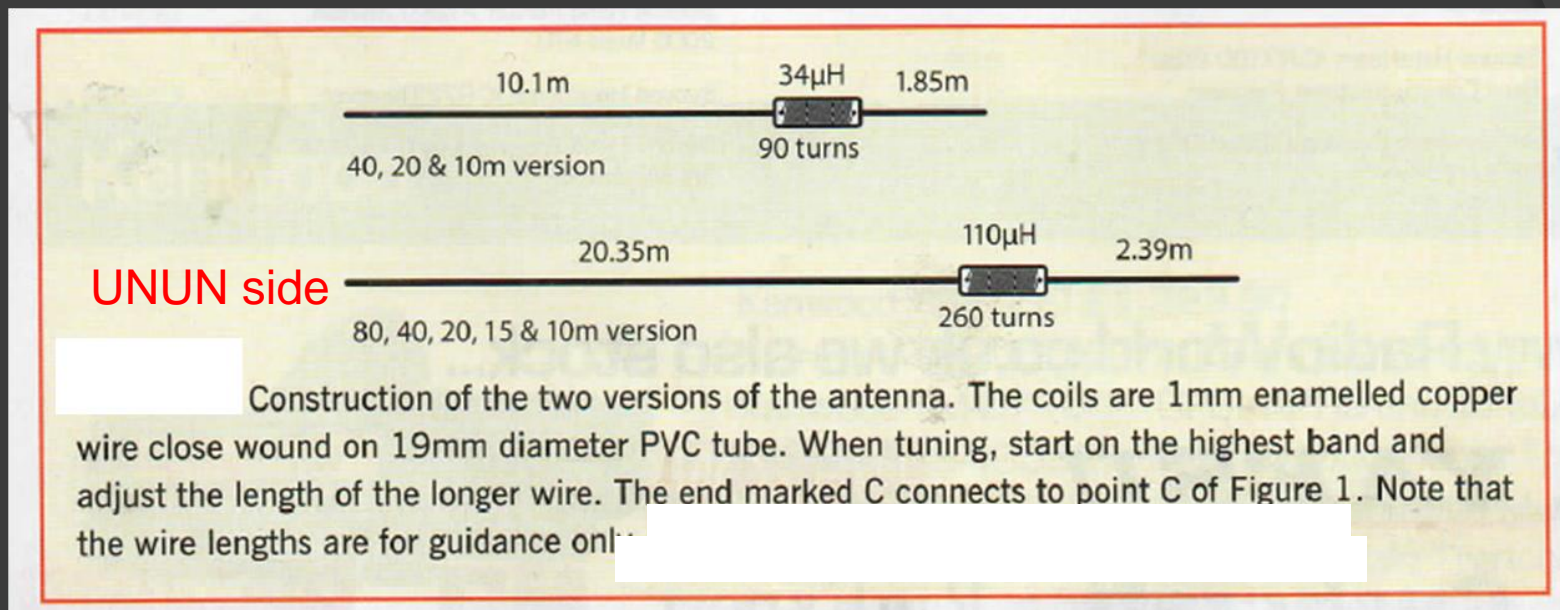 10.1m 34µH 1.85m
90 turns
40, 20 & 10m version
20.35m 110µH 2.39m
UNUN side
260 turns
80, 40, 20, 15 & 10m version
Construction of the two versions of the antenna. The coils are 1mm enamelled copper
wire close wound on 19mm diameter PVC tube. When tuning, start on the highest band and
adjust the length of the longer wire. The end marked C connects to point C of Figure 1. Note that
the wire lengths are for guidance